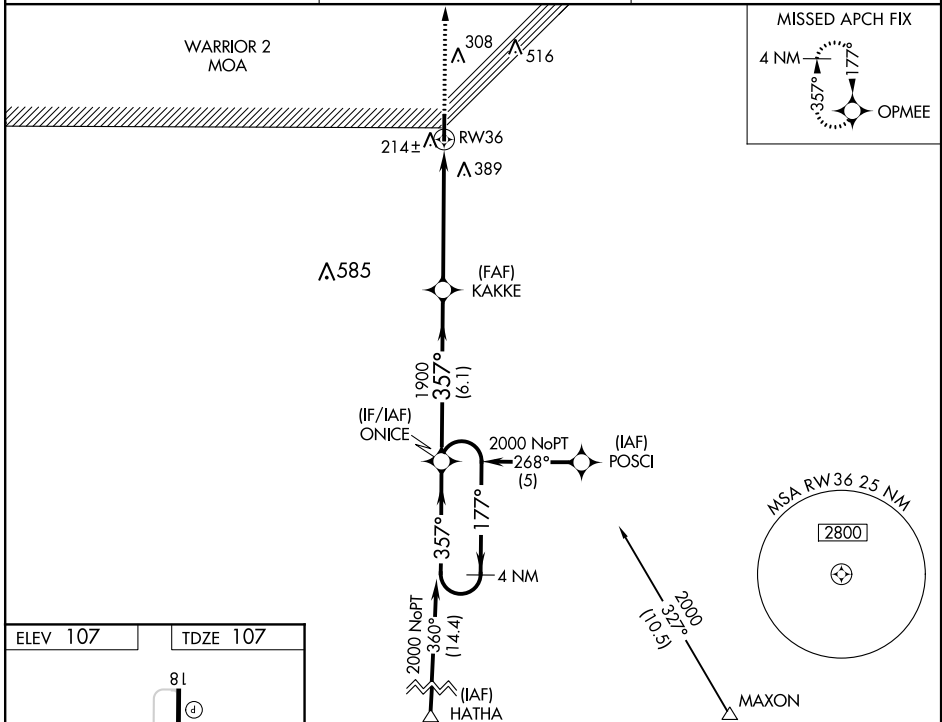 WARRIOR 2
MOA
308
516
MISSED APCH FIX
4 NM
357°
177°
OPMEE
214±
RW36
389
585
(FAF)
KAKKE
1900
357°
(6.1)
(IF/IAF)
ONICE
2000 NoPT
268°
(5)
(IAF)
POSCI
357°
177°
4 NM
MSA RW36 25 NM
2800
2000 NoPT
360°
(14.4)
2000
327°
(10.5)
(IAF)
HATHA
MAXON
ELEV 107
TDZE 107
18
P